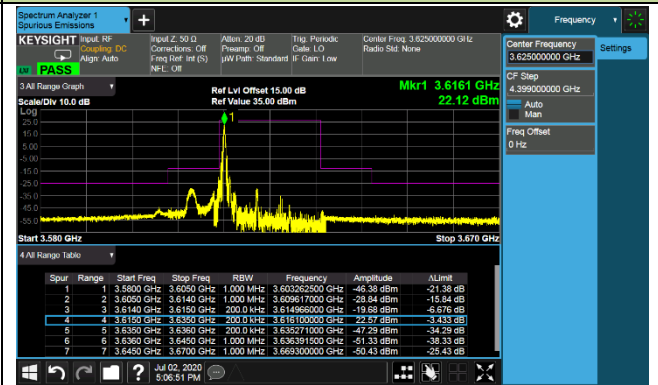 Spectrum Analyzer 1
Spurious Emissions
KEYSIGHT
Input: RF
Coupling: DC
Align: Auto
PASS
Input Z: 50 Ω
Corrections: Off
Freq Ref: Int (S)
NFE: Off
Atten: 20 dB
Preamp: Off
µW Path: Standard
Trig: Periodic
Gate: LO
IF Gain: Low
Center Freq: 3.625000000 GHz
Radio Std: None
3 All Range Graph
Scale/Div 10.0 dB
Ref Lvl Offset 15.00 dB
Ref Value 35.00 dBm
Mkr1 3.6161 GHz
22.12 dBm
Log
25.0
15.0
5.00
-5.00
-15.0
-25.0
-35.0
-45.0
-55.0
1
Start 3.580 GHz
Stop 3.670 GHz
4 All Range Table
Spur Range Start Freq Stop Freq RBW Frequency Amplitude ΔLimit
1 1 3.5800 GHz 3.6050 GHz 1.000 MHz 3.603262500 GHz -46.38 dBm -21.38 dB
2 2 3.6050 GHz 3.6140 GHz 1.000 MHz 3.609617000 GHz -28.84 dBm -15.84 dB
3 3 3.6140 GHz 3.6150 GHz 200.0 kHz 3.614966000 GHz -19.68 dBm -6.676 dB
4 4 3.6150 GHz 3.6350 GHz 200.0 kHz 3.616100000 GHz 22.57 dBm -3.433 dB
5 5 3.6350 GHz 3.6360 GHz 200.0 kHz 3.635271000 GHz -47.29 dBm -34.29 dB
6 6 3.6360 GHz 3.6450 GHz 1.000 MHz 3.636391500 GHz -51.33 dBm -38.33 dB
7 7 3.6450 GHz 3.6700 GHz 1.000 MHz 3.669300000 GHz -50.43 dBm -25.43 dB
Jul 02, 2020
5:06:51 PM
Frequency
Center Frequency
3.625000000 GHz
Settings
CF Step
4.399000000 GHz
Auto
Man
Freq Offset
0 Hz